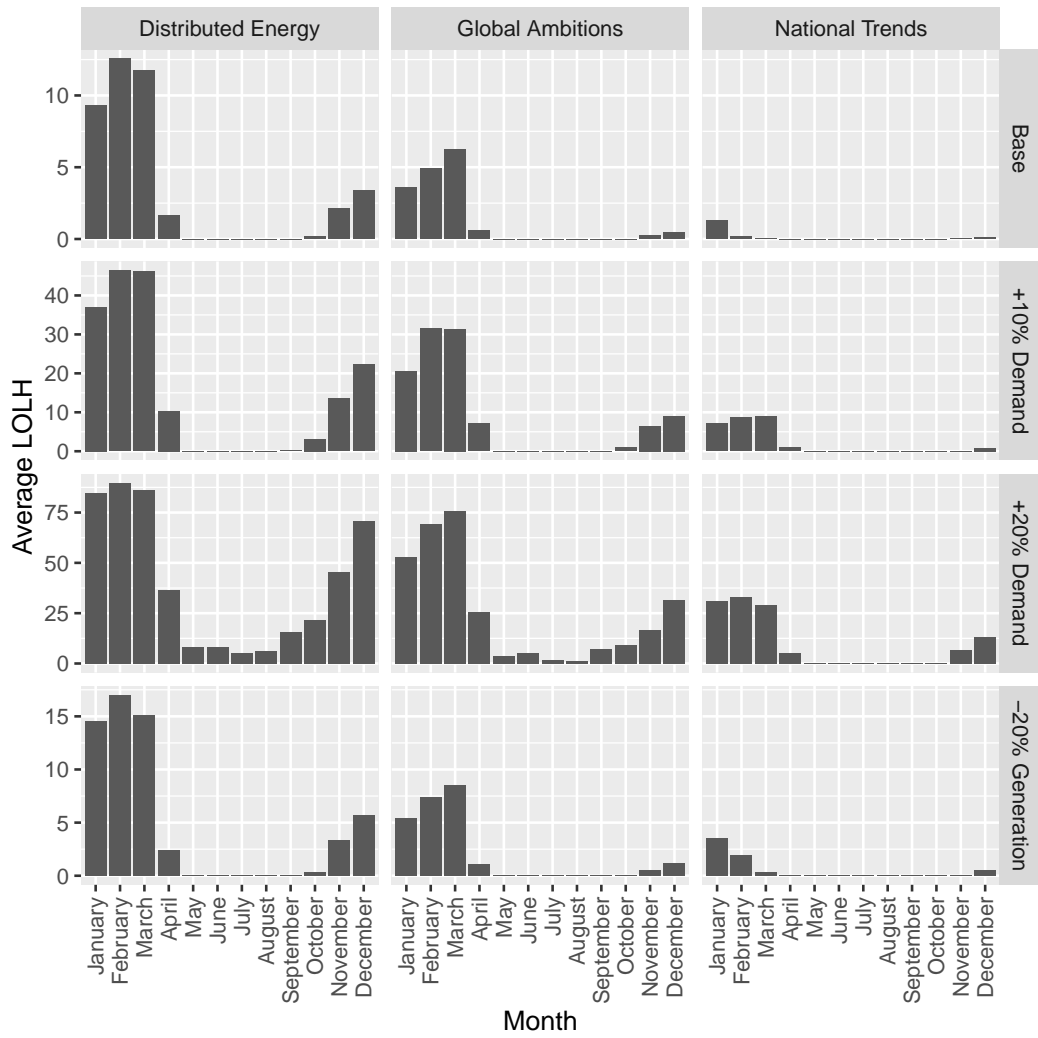 Distributed Energy
Global Ambitions
National Trends
10
5
0
Base
40
30
20
10
0
+10% Demand
75
50
25
0
+20% Demand
15
10
5
0
−20% Generation
Average LOLH
January
February
March
April
May
June
July
August
September
October
November
December
January
February
March
April
May
June
July
August
September
October
November
December
January
February
March
April
May
June
July
August
September
October
November
December
Month